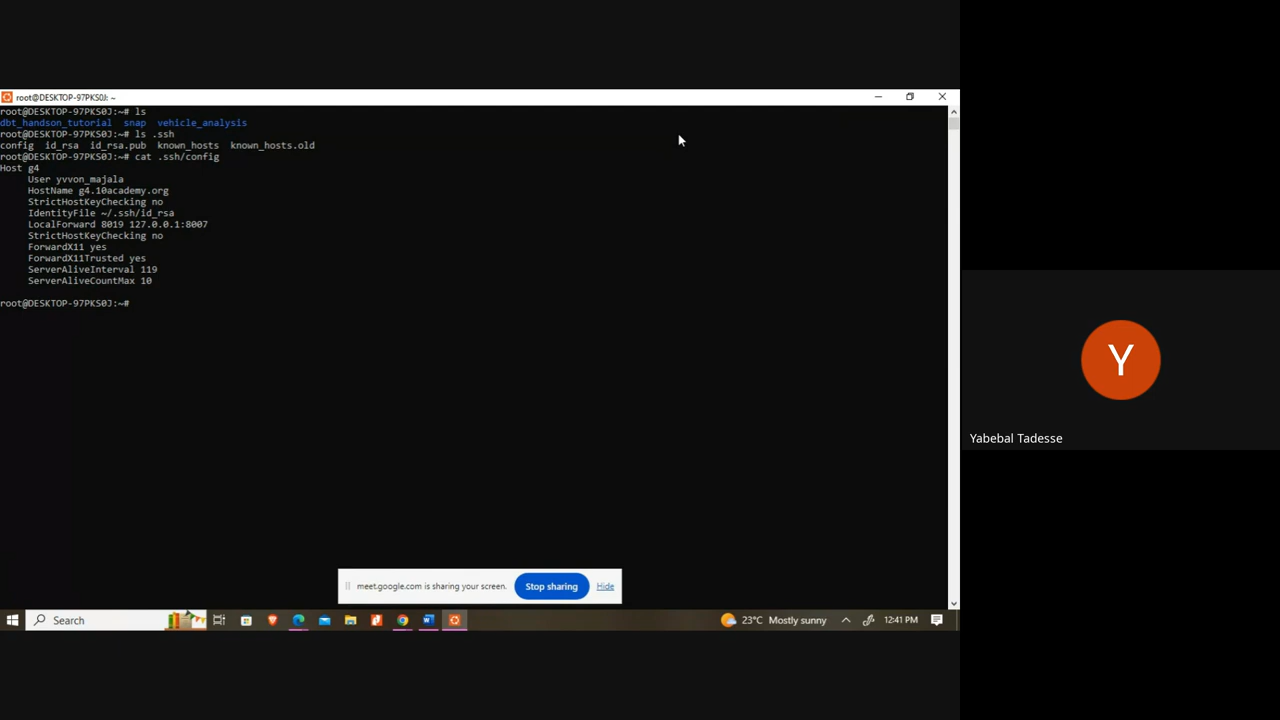 root@DESKTOP-97PKS0J: ~
root@DESKTOP-97PKS0J:~# ls
dbt_handson_tutorial snap vehicle_analysis
root@DESKTOP-97PKS0J:~# ls .ssh
config id_rsa id_rsa.pub known_hosts known_hosts.old
root@DESKTOP-97PKS0J:~# cat .ssh/config
Host g4
User yvvon_majala
HostName g4.10academy.org
StrictHostKeyChecking no
IdentityFile ~/.ssh/id_rsa
LocalForward 8019 127.0.0.1:8007
StrictHostKeyChecking no
ForwardX11 yes
ForwardX11Trusted yes
ServerAliveInterval 119
ServerAliveCountMax 10
root@DESKTOP-97PKS0J:~#
Y
Yabebal Tadesse
meet.google.com is sharing your screen. Stop sharing Hide
Search 23°C Mostly sunny 12:41 PM